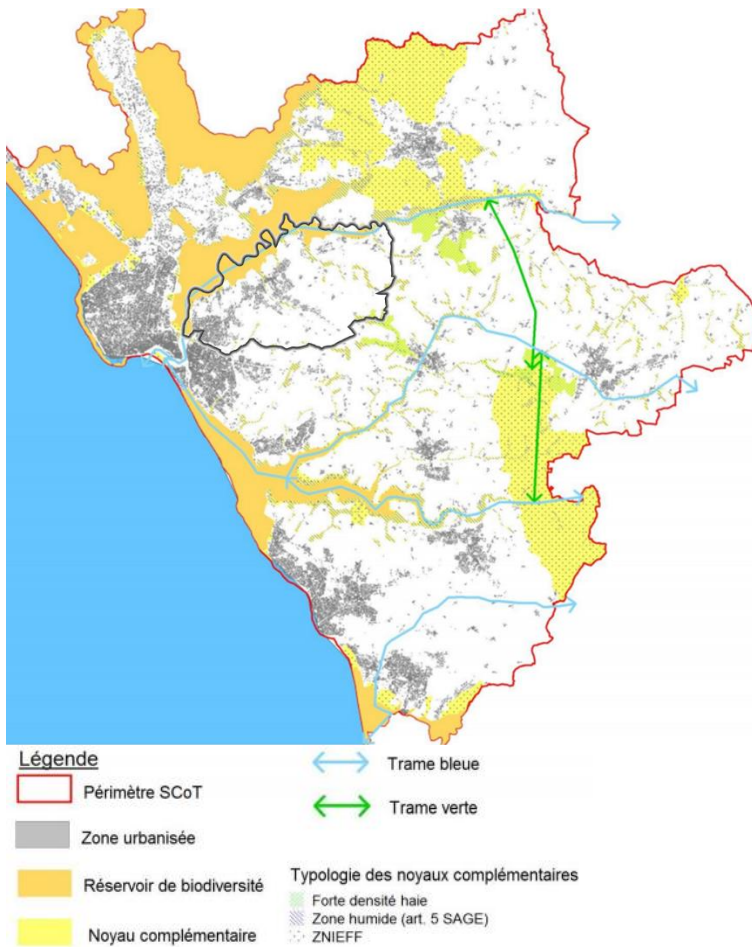 Légende
Périmètre SCoT
Zone urbanisée
Réservoir de biodiversité
Noyau complémentaire
Trame bleue
Trame verte
Typologie des noyaux complémentaires
Forte densité haie
Zone humide (art. 5 SAGE)
ZNIEFF